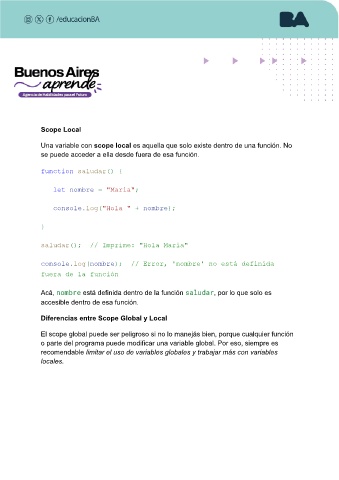 /educacionBA
BA
Buenos Aires
aprende
Agencia de Habilidades para el Futuro
Scope Local
Una variable con scope local es aquella que solo existe dentro de una función. No
se puede acceder a ella desde fuera de esa función.
function saludar() {
let nombre = "María";
console.log("Hola " + nombre);
}
saludar(); // Imprime: "Hola María"
console.log(nombre); // Error, 'nombre' no está definida
fuera de la función
Acá, nombre está definida dentro de la función saludar, por lo que solo es
accesible dentro de esa función.
Diferencias entre Scope Global y Local
El scope global puede ser peligroso si no lo manejás bien, porque cualquier función
o parte del programa puede modificar una variable global. Por eso, siempre es
recomendable limitar el uso de variables globales y trabajar más con variables
locales.